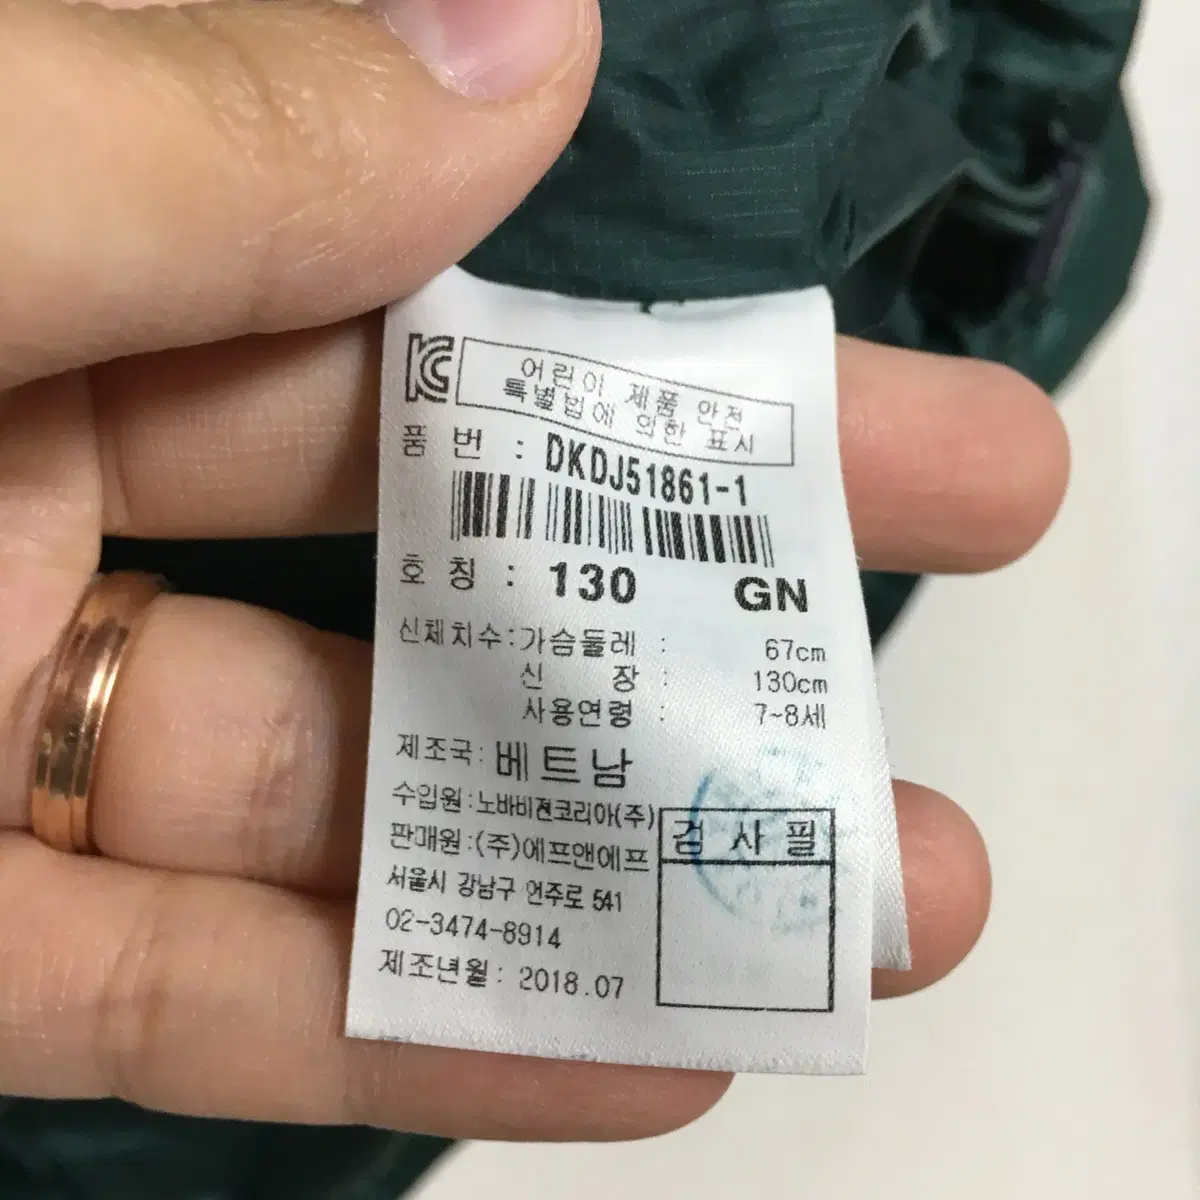 KC
어린이 제품 안전
특별법에 의한 표시
품 번 : DKDJ51861-1
호 칭 : 130 GN
신체치수:가슴둘레 : 67cm
신 장 : 130cm
사용연령 : 7~8세
제조국: 베트남
수입원:노바비젼코리아(주)
판매원:(주)에프앤에프
서울시 강남구 언주로 541
02-3474-8914
제조년월: 2018.07
검 사 필